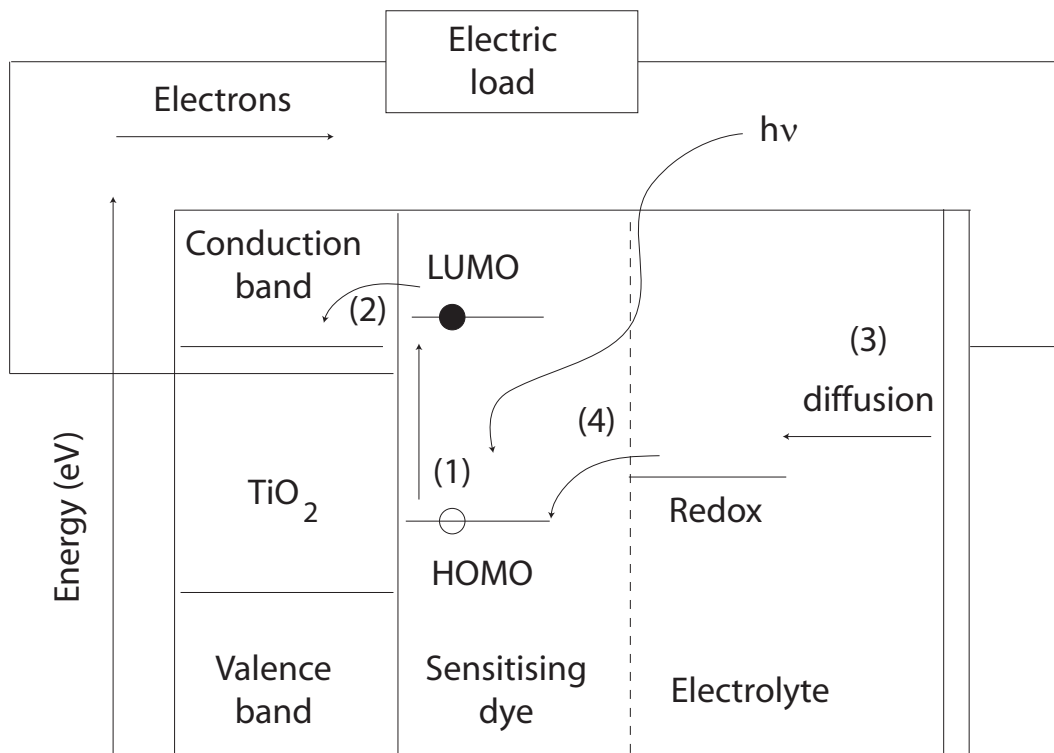 Electric
load
Electrons
hν
Conduction
band
LUMO
(2)
(3)
diffusion
(4)
(1)
TiO2
Redox
HOMO
Energy (eV)
Valence
band
Sensitising
dye
Electrolyte